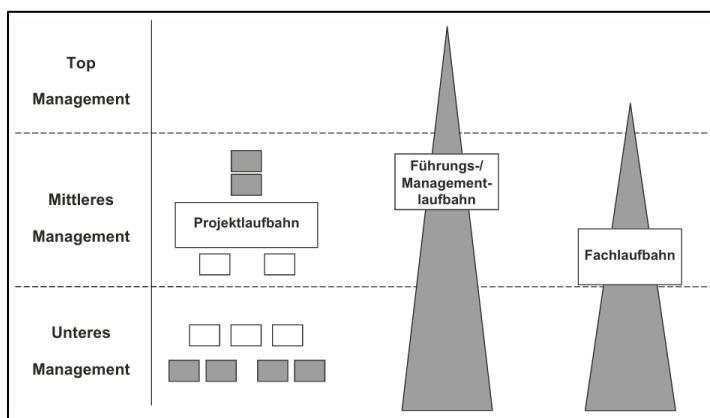 Top
Management
Mittleres
Management
Unteres
Management
Projektlaufbahn
Führungs-/
Management-
laufbahn
Fachlaufbahn